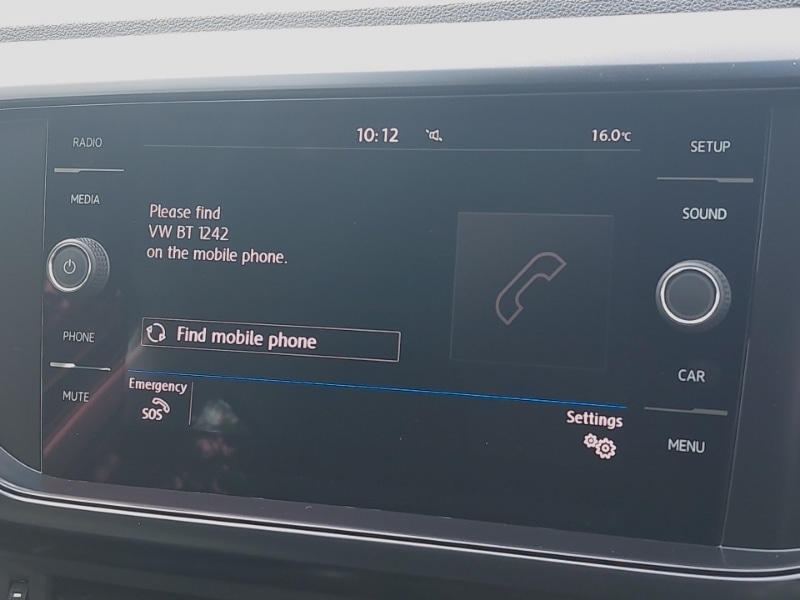 10:12
16.0°C
RADIO
MEDIA
PHONE
MUTE
Please find
VW BT 1242
on the mobile phone.
Find mobile phone
Emergency
SOS
Settings
SETUP
SOUND
CAR
MENU